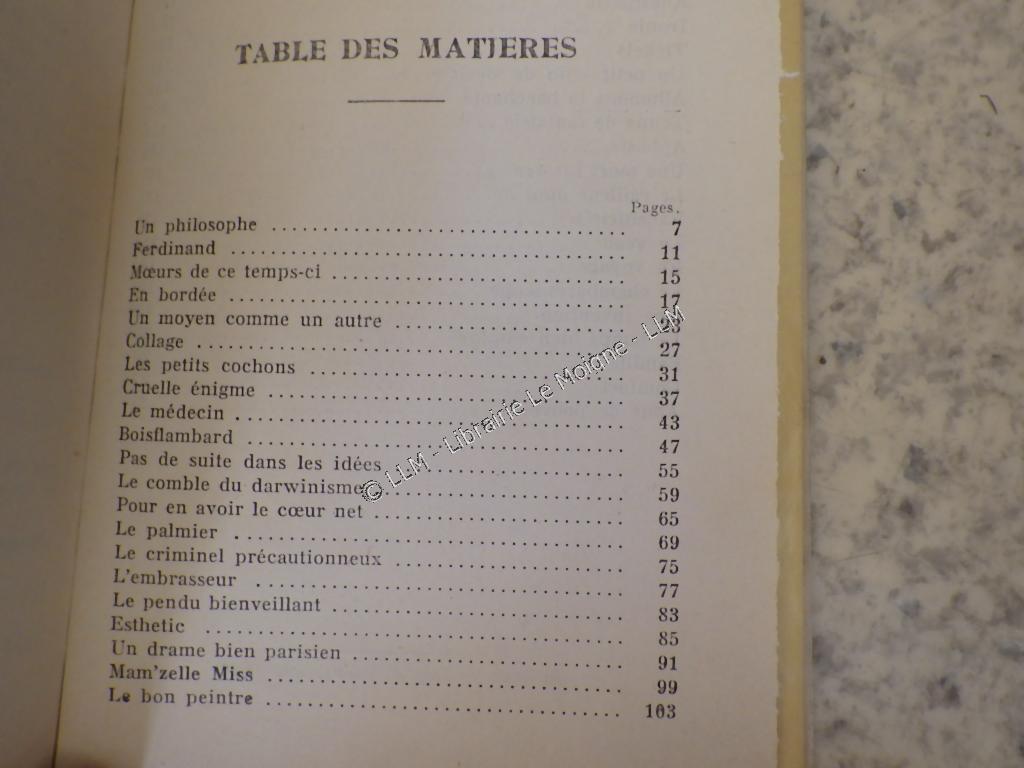 TABLE DES MATIERES
Pages.
Un philosophe ........................................ 7
Ferdinand ........................................ 11
Mœurs de ce temps-ci ........................................ 15
En bordée ........................................ 17
Un moyen comme un autre ........................................ 23
Collage ........................................ 27
Les petits cochons ........................................ 31
Cruelle énigme ........................................ 37
Le médecin ........................................ 43
Boisflambard ........................................ 47
Pas de suite dans les idées ........................................ 55
Le comble du darwinisme ........................................ 59
Pour en avoir le cœur net ........................................ 65
Le palmier ........................................ 69
Le criminel précautionneux ........................................ 75
L'embrasseur ........................................ 77
Le pendu bienveillant ........................................ 83
Esthetic ........................................ 85
Un drame bien parisien ........................................ 91
Mam'zelle Miss ........................................ 99
Le bon peintre ........................................ 103
© LLM - Librairie Le Moigne - LLM